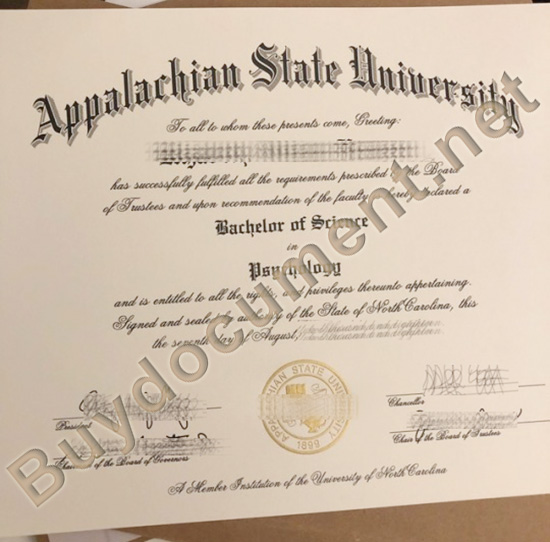 Appalachian State University
To all to whom these presents come, Greeting:
has successfully fulfilled all the requirements prescribed the Board
of Trustees and upon recommendation of the faculty declared a
Bachelor of Science
in
Psychology
and is entitled to all the rights, and privileges thereunto appertaining.
Signed and sealed of the State of North Carolina, this
the seventh day of August,
APPALACHIAN STATE UNIVERSITY
1899
President
Chancellor
of the Board of Governors
Chair of the Board of Trustees
A Member Institution of the University of North Carolina
Buydocument.net